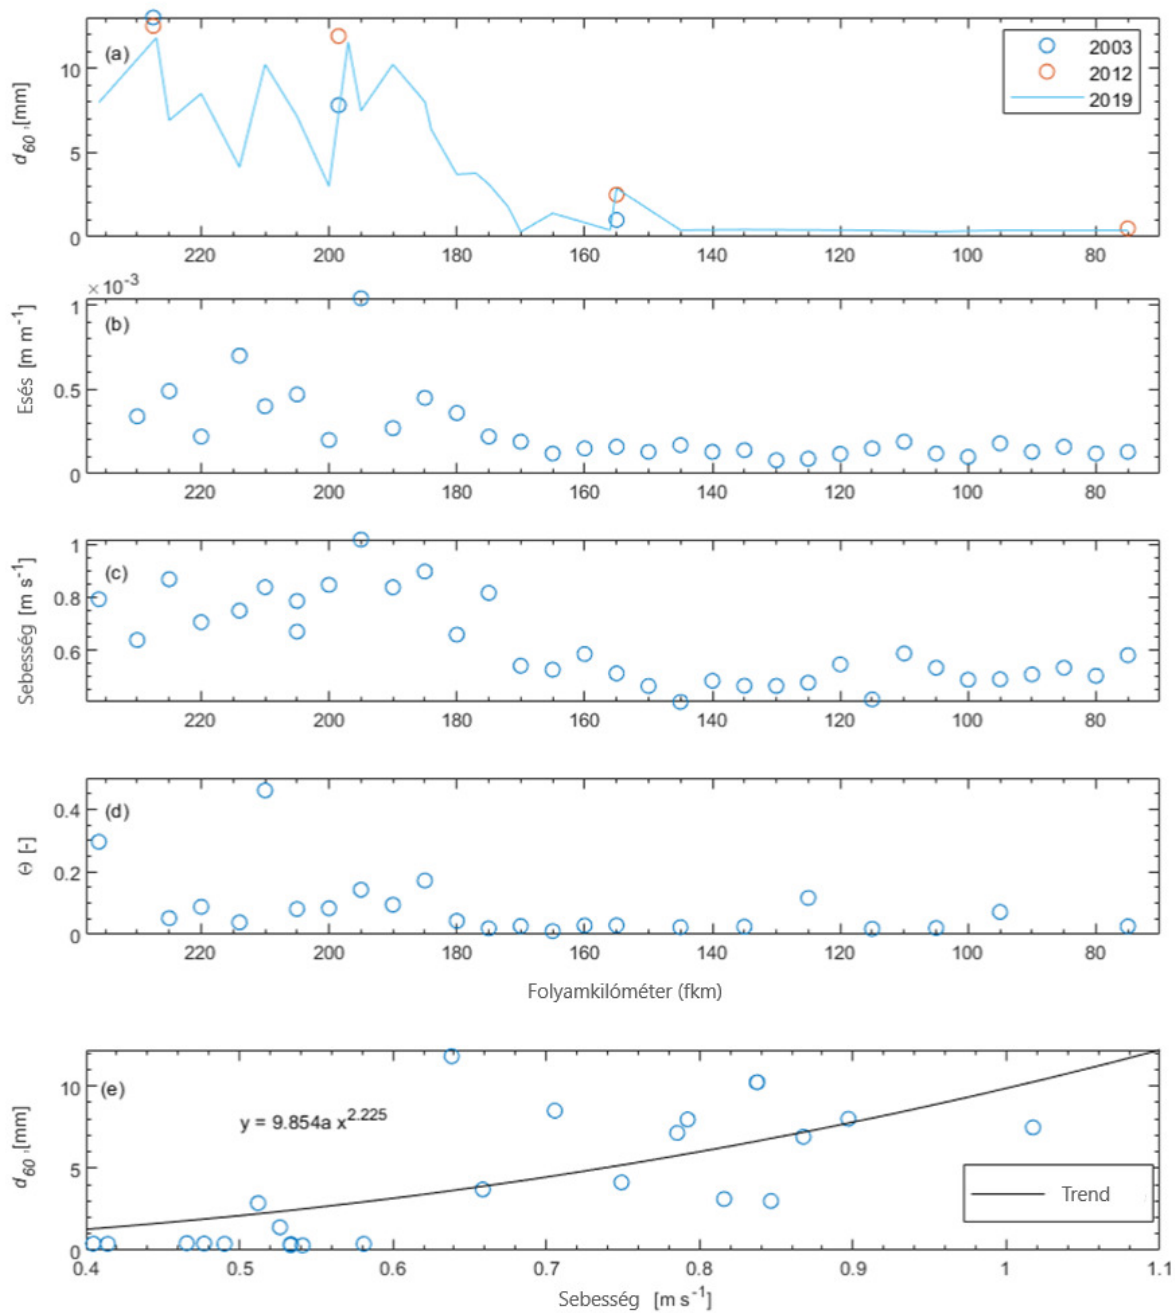 (a)
2003
2012
2019
d60 ,[mm]
10
5
0
220 200 180 160 140 120 100 80
×10-3
(b)
Esés [m m-1]
1
0.5
0
220 200 180 160 140 120 100 80
(c)
Sebesség [m s-1]
1
0.8
0.6
220 200 180 160 140 120 100 80
(d)
Θ [-]
0.4
0.2
0
220 200 180 160 140 120 100 80
Folyamkilóméter (fkm)
(e)
y = 9.854a x2.225
d60 ,[mm]
10
5
0
Trend
0.4 0.5 0.6 0.7 0.8 0.9 1 1.1
Sebesség [m s-1]